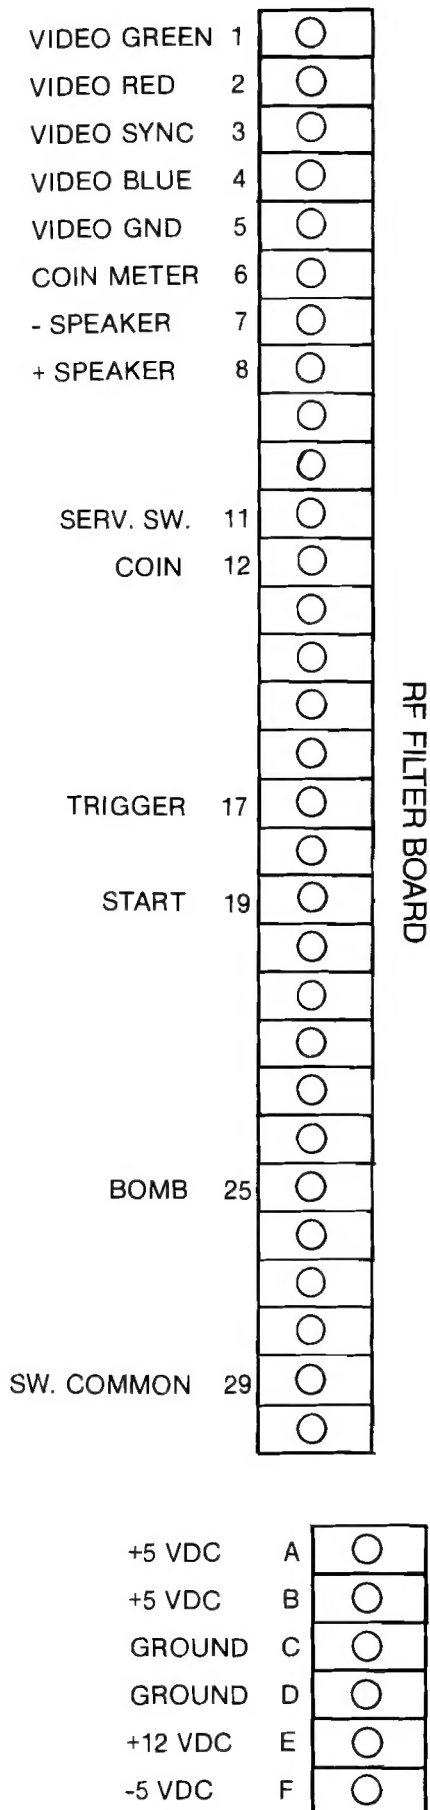 VIDEO GREEN 1
VIDEO RED 2
VIDEO SYNC 3
VIDEO BLUE 4
VIDEO GND 5
COIN METER 6
- SPEAKER 7
+ SPEAKER 8
SERV. SW. 11
COIN 12
TRIGGER 17
START 19
BOMB 25
SW. COMMON 29
RF FILTER BOARD
+5 VDC A
+5 VDC B
GROUND C
GROUND D
+12 VDC E
-5 VDC F